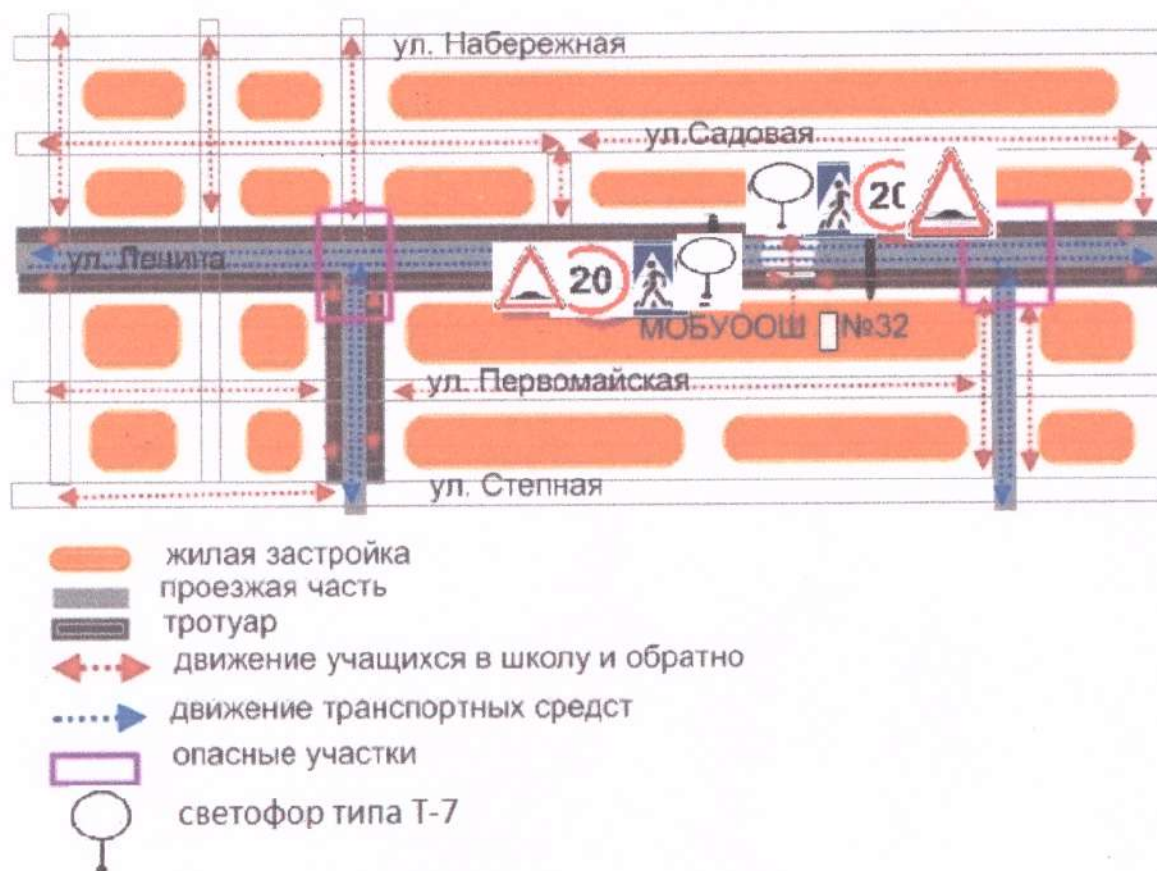 ул. Набережная
ул.Садовая
20
ул. Ленина
20
МОБУООШ №32
ул. Первомайская
ул. Степная
жилая застройка
проезжая часть
тротуар
движение учащихся в школу и обратно
движение транспортных средст
опасные участки
светофор типа Т-7